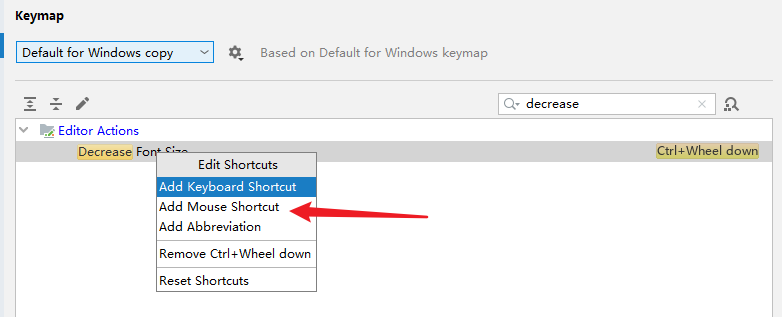 Keymap
Default for Windows copy Based on Default for Windows keymap
decrease
Editor Actions
Decrease Font Size Ctrl+Wheel down
Edit Shortcuts
Add Keyboard Shortcut
Add Mouse Shortcut
Add Abbreviation
Remove Ctrl+Wheel down
Reset Shortcuts